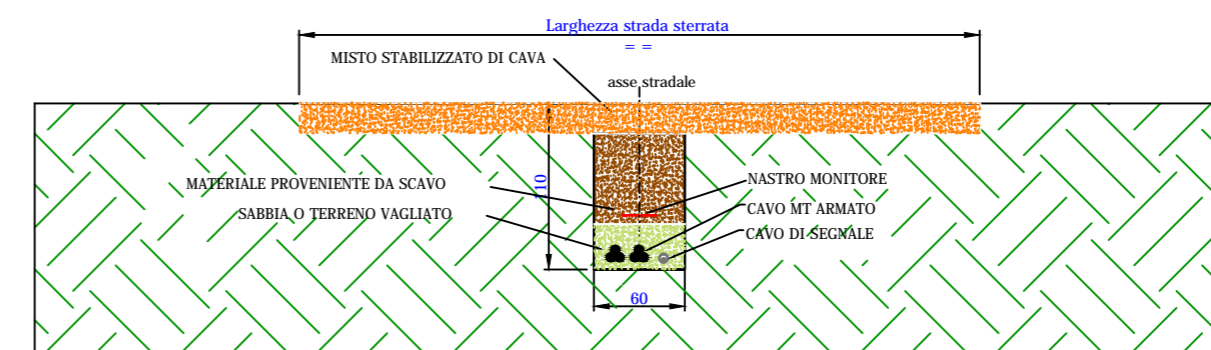 Larghezza strada sterrata
= =
MISTO STABILIZZATO DI CAVA
asse stradale
MATERIALE PROVENIENTE DA SCAVO
NASTRO MONITORE
SABBIA O TERRENO VAGLIATO
CAVO MT ARMATO
CAVO DI SEGNALE
60